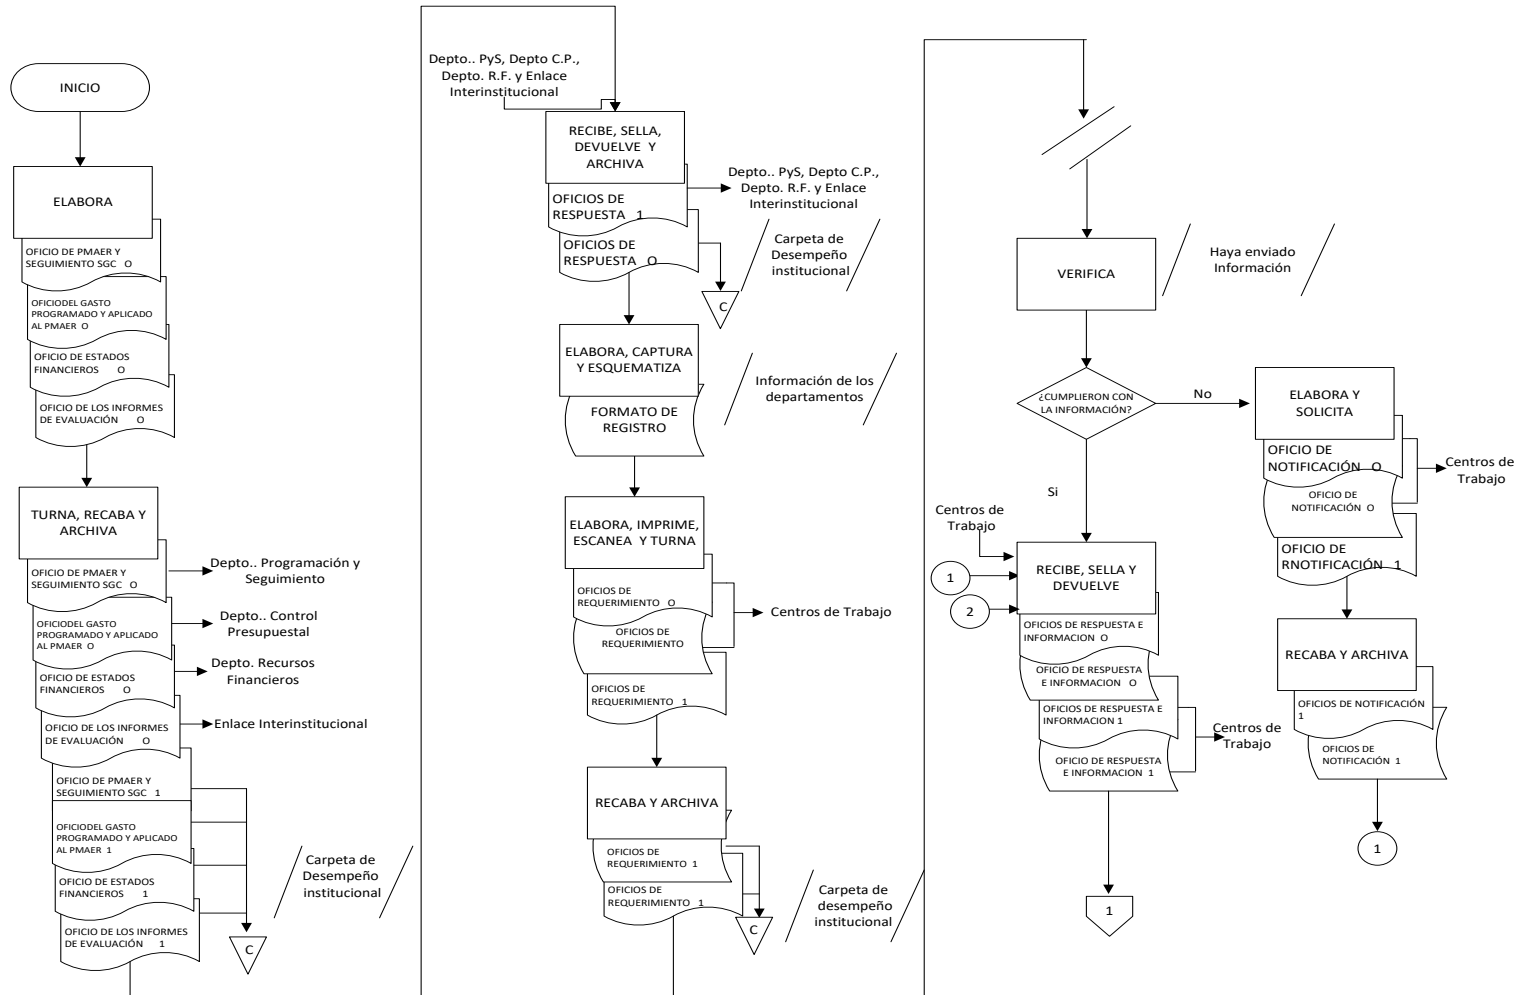 INICIO
ELABORA
OFICIO DE PMAER Y
SEGUIMIENTO SGC O
OFICIODEL GASTO
PROGRAMADO Y APLICADO
AL PMAER O
OFICIO DE ESTADOS
FINANCIEROS O
OFICIO DE LOS INFORMES
DE EVALUACIÓN O
TURNA, RECABA Y
ARCHIVA
OFICIO DE PMAER Y
SEGUIMIENTO SGC O
Depto.. Programación y
Seguimiento
OFICIODEL GASTO
PROGRAMADO Y APLICADO
AL PMAER O
Depto.. Control
Presupuestal
OFICIO DE ESTADOS
FINANCIEROS O
Depto. Recursos
Financieros
OFICIO DE LOS INFORMES
DE EVALUACIÓN O
Enlace Interinstitucional
OFICIO DE PMAER Y
SEGUIMIENTO SGC 1
OFICIODEL GASTO
PROGRAMADO Y APLICADO
AL PMAER 1
OFICIO DE ESTADOS
FINANCIEROS 1
OFICIO DE LOS INFORMES
DE EVALUACIÓN 1
Carpeta de
Desempeño
institucional
C
Depto.. PyS, Depto C.P.,
Depto. R.F. y Enlace
Interinstitucional
RECIBE, SELLA,
DEVUELVE Y
ARCHIVA
OFICIOS DE
RESPUESTA 1
Depto.. PyS, Depto C.P.,
Depto. R.F. y Enlace
Interinstitucional
OFICIOS DE
RESPUESTA O
Carpeta de
Desempeño
institucional
C
ELABORA, CAPTURA
Y ESQUEMATIZA
FORMATO DE
REGISTRO
Información de los
departamentos
ELABORA, IMPRIME,
ESCANEA Y TURNA
OFICIOS DE
REQUERIMIENTO O
OFICIOS DE
REQUERIMIENTO
Centros de Trabajo
OFICIOS DE
REQUERIMIENTO 1
RECABA Y ARCHIVA
OFICIOS DE
REQUERIMIENTO 1
OFICIOS DE
REQUERIMIENTO 1
Carpeta de
desempeño
institucional
C
VERIFICA
Haya enviado
Información
¿CUMPLIERON CON
LA INFORMACIÓN?
No
Si
ELABORA Y
SOLICITA
OFICIO DE
NOTIFICACIÓN O
OFICIO DE
NOTIFICACIÓN O
Centros de
Trabajo
OFICIO DE
RNOTIFICACIÓN 1
RECABA Y ARCHIVA
OFICIOS DE NOTIFICACIÓN
1
OFICIOS DE
NOTIFICACIÓN 1
1
Centros de
Trabajo
1
2
RECIBE, SELLA Y
DEVUELVE
OFICIOS DE RESPUESTA E
INFORMACION O
OFICIO DE RESPUESTA
E INFORMACION O
OFICIOS DE RESPUESTA E
INFORMACION 1
OFICIO DE RESPUESTA
E INFORMACION 1
Centros de
Trabajo
1